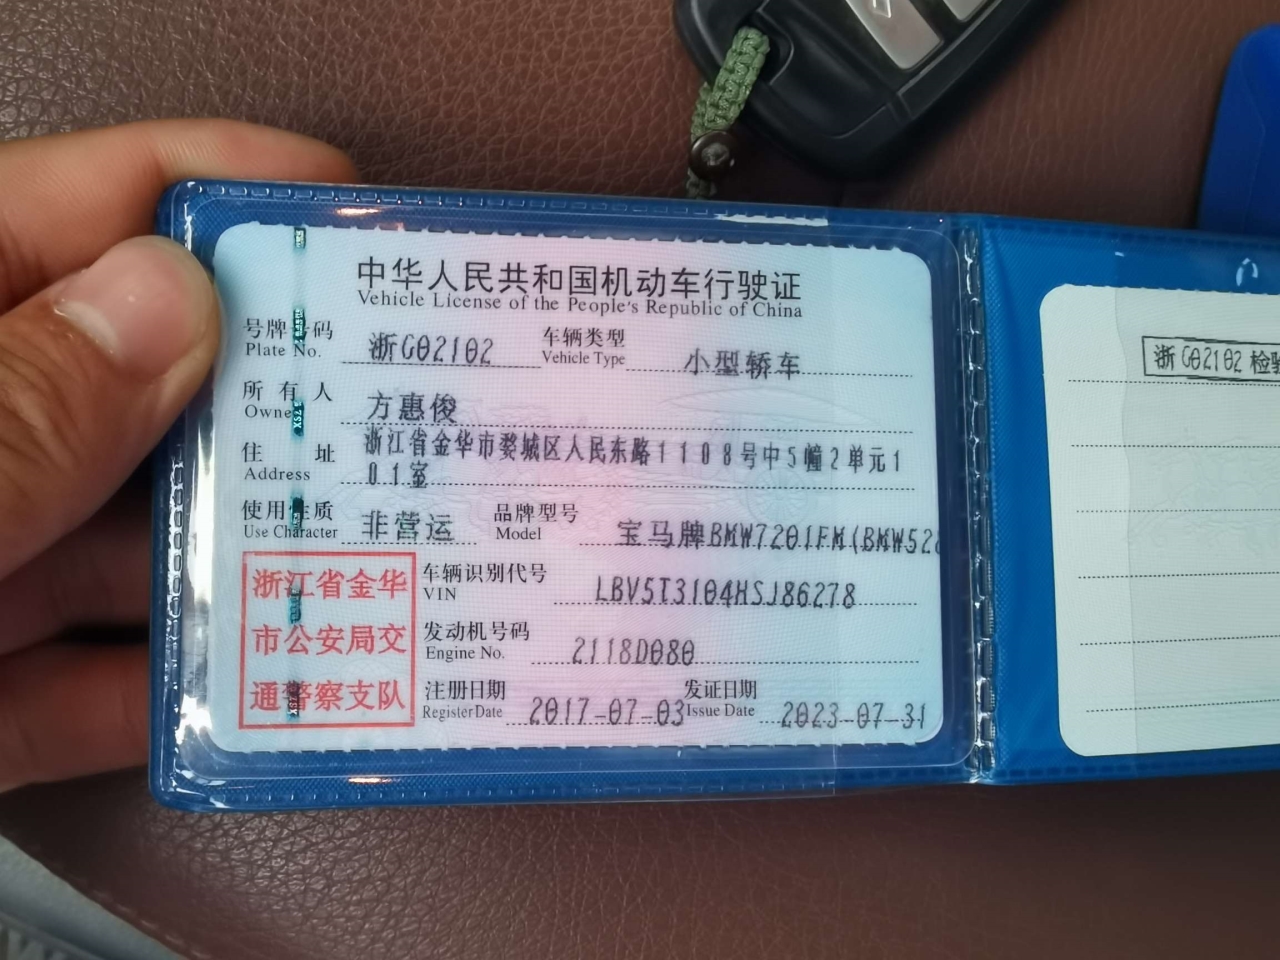 中华人民共和国机动车行驶证
Vehicle License of the People's Republic of China
号牌号码 浙G02102 车辆类型 小型轿车
Plate No. Vehicle Type
所有人 方惠俊
Owner
住址 浙江省金华市婺城区人民东路1108号中5幢2单元1
Address 01室
使用性质 非营运 品牌型号 宝马牌BMW7201FM(BMW528
Use Character Model
浙江省金华
市公安局交
通警察支队
车辆识别代号 LBV5T3104HSJ86278
VIN
发动机号码 2118D080
Engine No.
注册日期 2017-07-03 发证日期 2023-07-31
Register Date Issue Date
浙G02102 检验